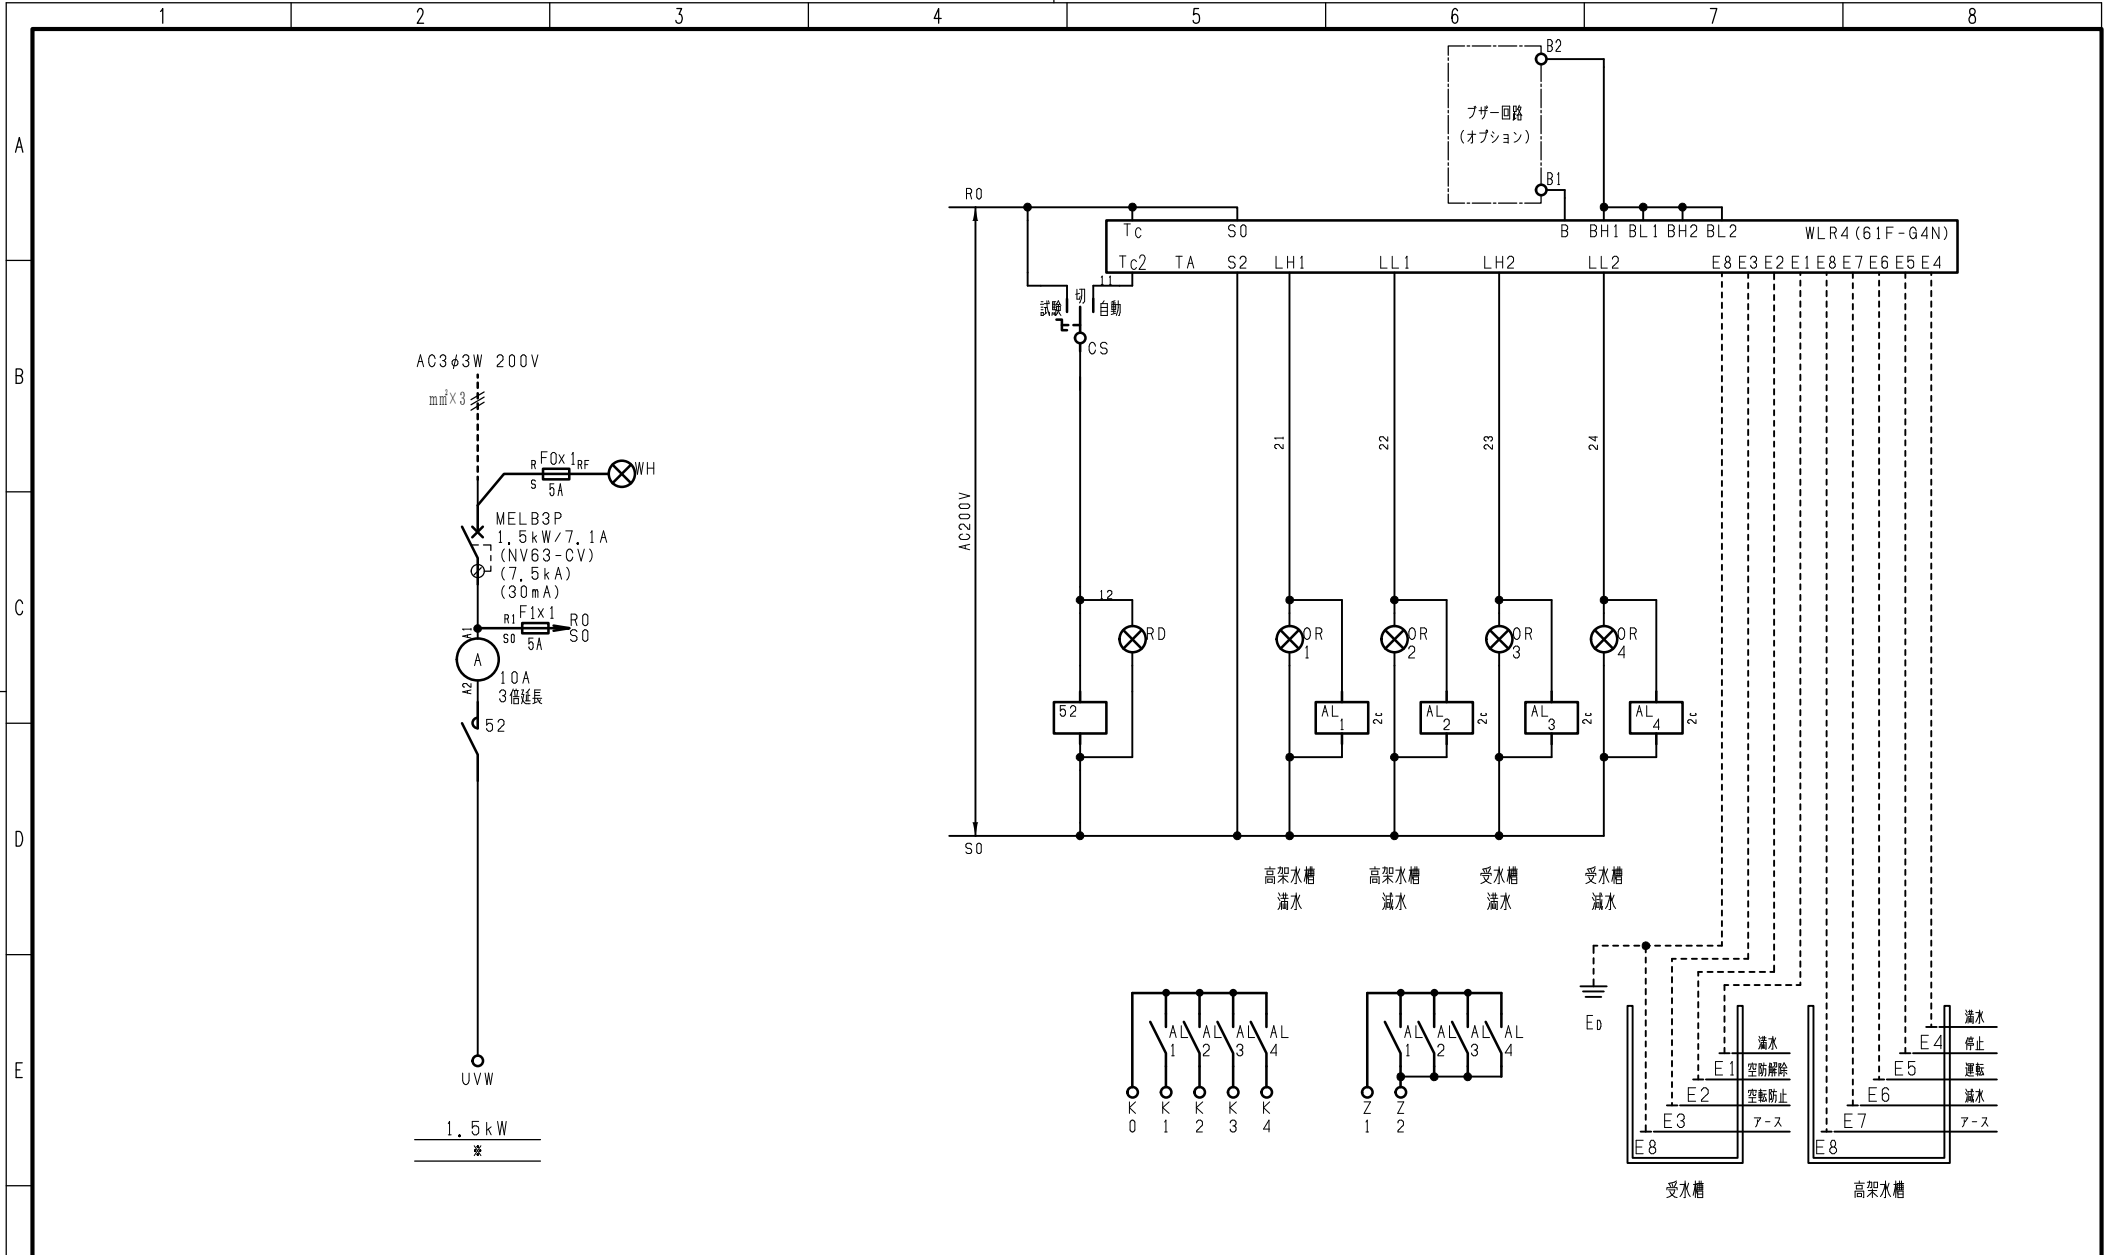 1 2 3 4 5 6 7 8
A
B
C
D
E
B2
ブザー回路
(オプション)
B1
R0
Tc S0 B BH1 BL1 BH2 BL2 WLR4(61F-G4N)
Tc2 TA S2 LH1 LL1 LH2 LL2 E8 E3 E2 E1 E8 E7 E6 E5 E4
11
試験 切 自動
CS
AC3φ3W 200V
mm²×3
21 22 23 24
R F0x1 RF WH
S 5A
MELB3P
1.5kW/7.1A
(NV63-CV)
(7.5kA)
(30mA)
R1 F1x1 R0
S0 5A S0
A1
A
A2
10A
3倍延長
52
AC200V
12
RD
OR
1
OR
2
OR
3
OR
4
52
AL
1
2c
AL
2
2c
AL
3
2c
AL
4
2c
S0
高架水槽
満水
高架水槽
減水
受水槽
満水
受水槽
減水
UVW
1.5kW
※
AL
1
AL
2
AL
3
AL
4
K
0
K
1
K
2
K
3
K
4
AL
1
AL
2
AL
3
AL
4
Z
1
Z
2
ED
満水
E1 空防解除
E2 空転防止
E3 アース
E8
受水槽
満水
E4 停止
E5 運転
E6 減水
E7 アース
E8
高架水槽